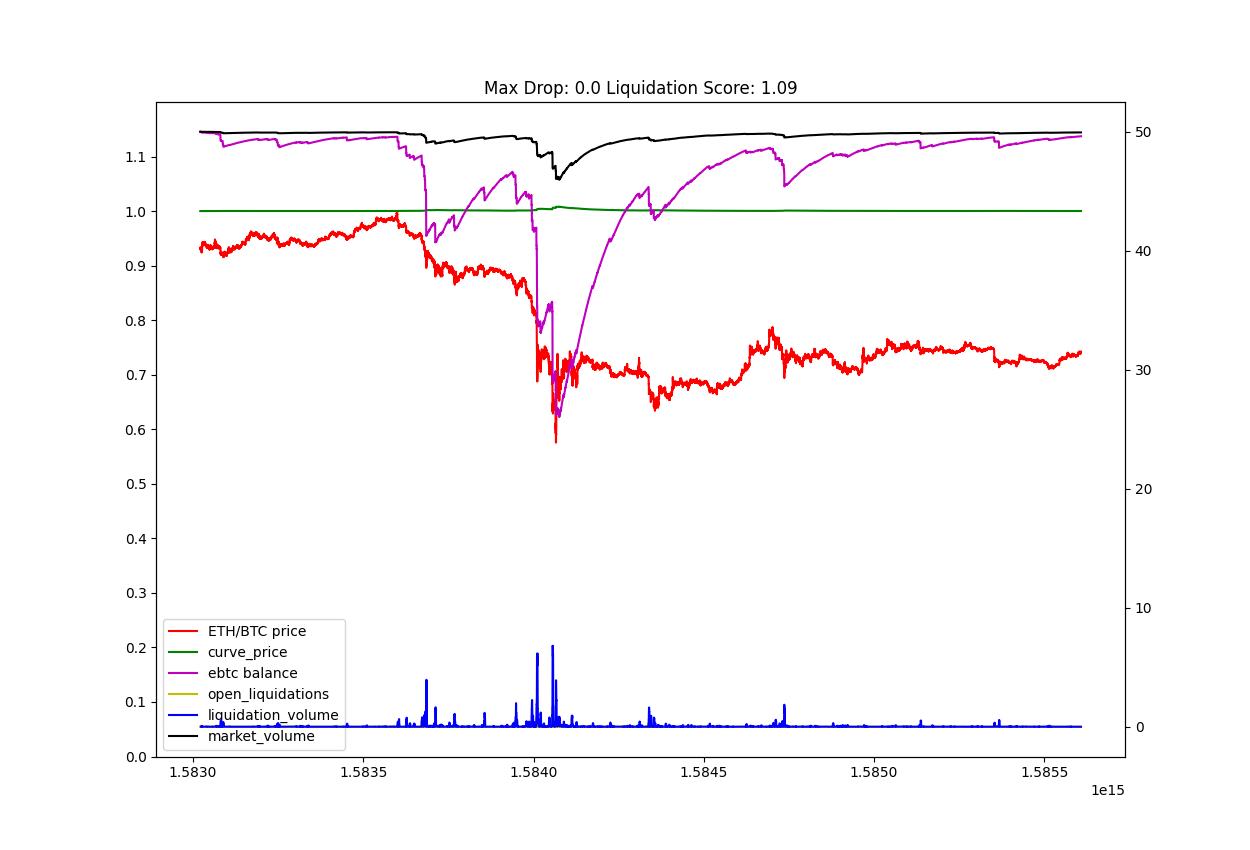 Max Drop: 0.0 Liquidation Score: 1.09
1.1
1.0
0.9
0.8
0.7
0.6
0.5
0.4
0.3
0.2
0.1
0.0
50
40
30
20
10
0
ETH/BTC price
curve_price
ebtc balance
open_liquidations
liquidation_volume
market_volume
1.5830 1.5835 1.5840 1.5845 1.5850 1.5855
1e15